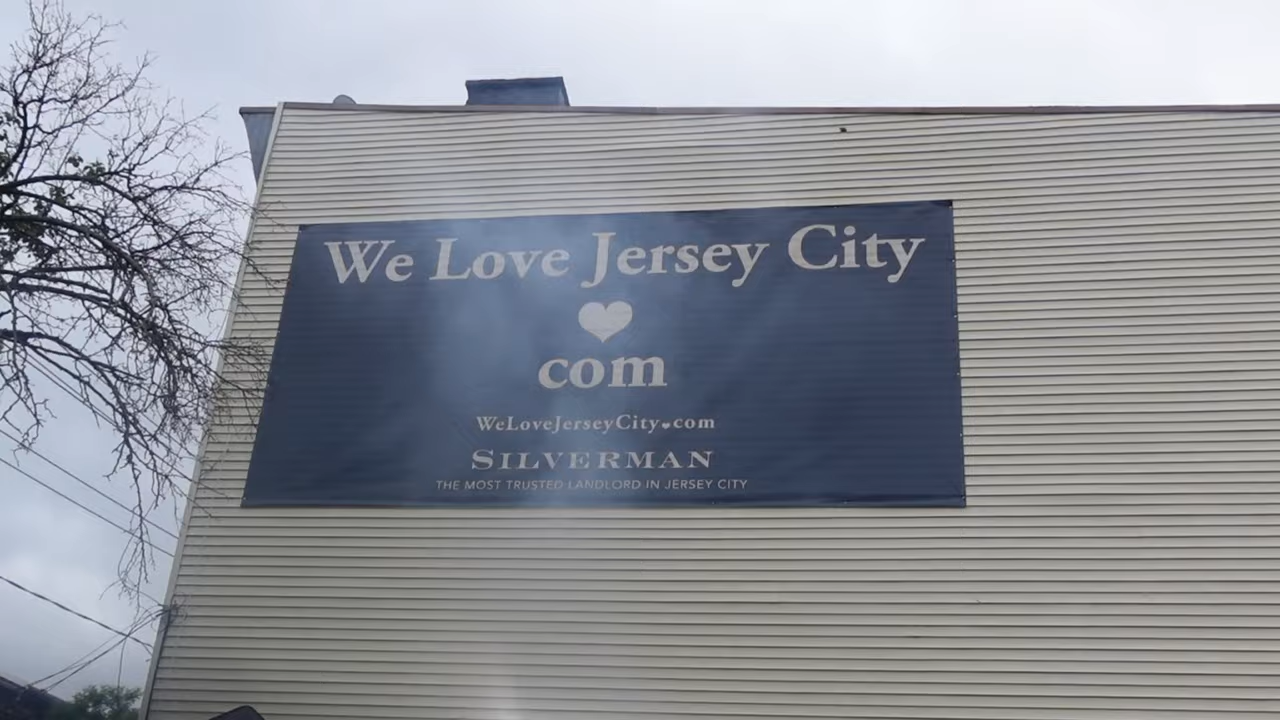 We Love Jersey City
♥
com
WeLoveJerseyCity♥com
SILVERMAN
THE MOST TRUSTED LANDLORD IN JERSEY CITY